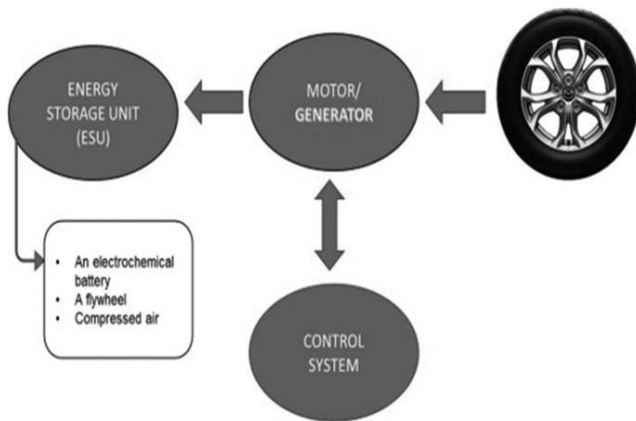 ENERGY
STORAGE UNIT
(ESU)
MOTOR/
GENERATOR
• An electrochemical
battery
• A flywheel
• Compressed air
CONTROL
SYSTEM